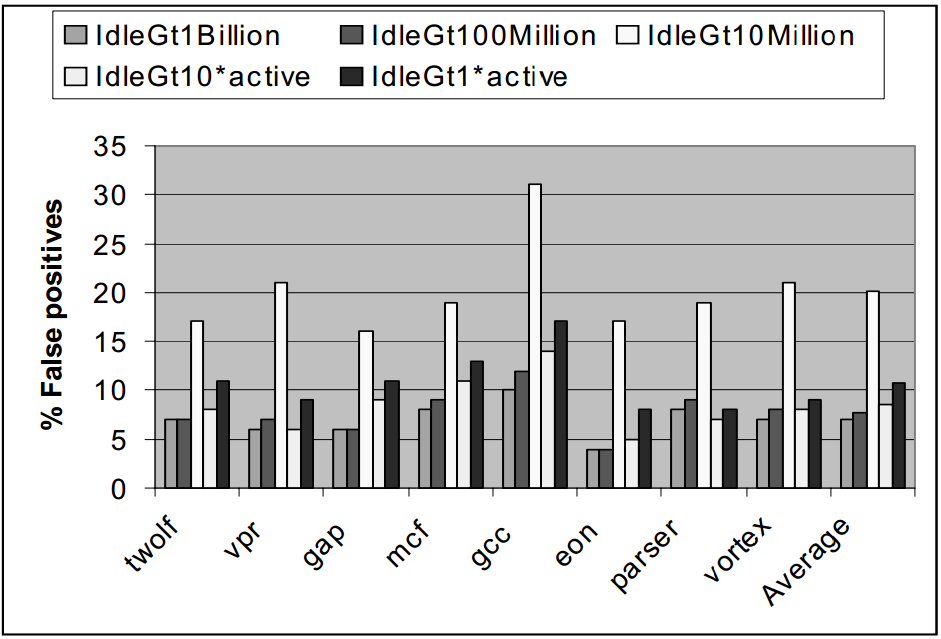 IdleGt1Billion IdleGt100Million IdleGt10Million
IdleGt10*active IdleGt1*active
% False positives
35
30
25
20
15
10
5
0
twolf vpr gap mcf gcc eon parser vortex Average